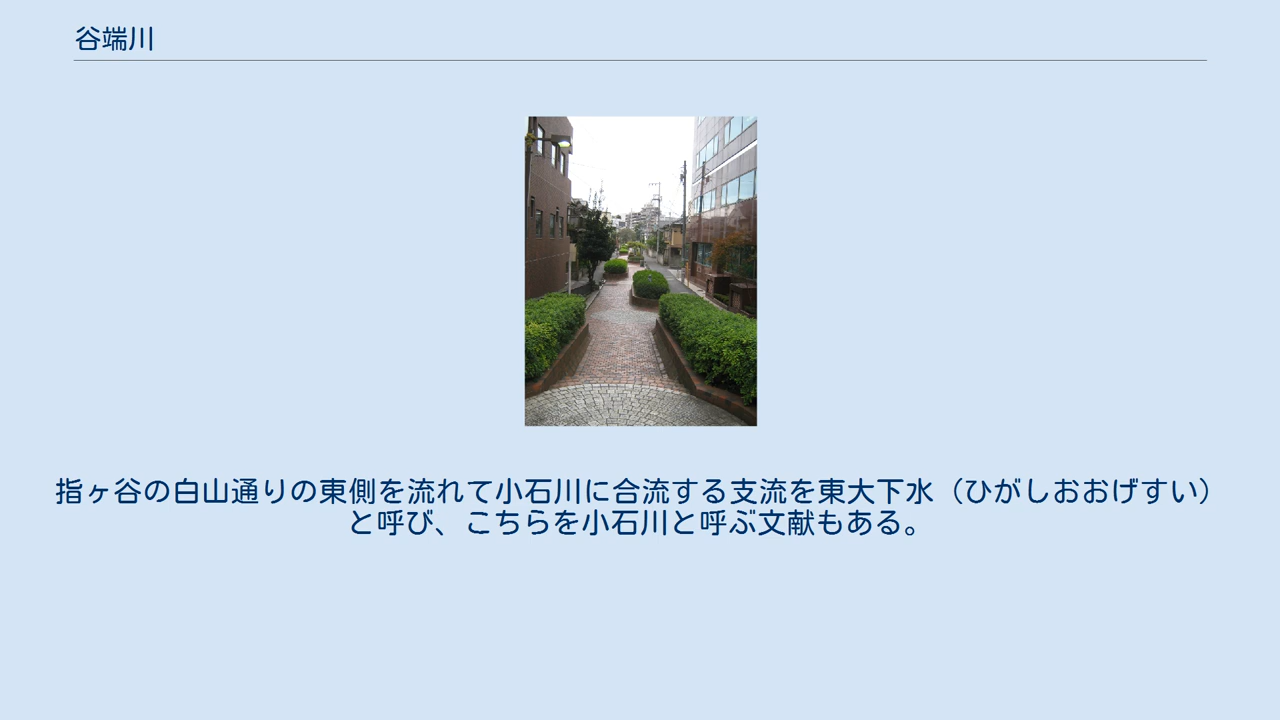 谷端川
指ヶ谷の白山通りの東側を流れて小石川に合流する支流を東大下水（ひがしおおげすい）
と呼び、こちらを小石川と呼ぶ文献もある。